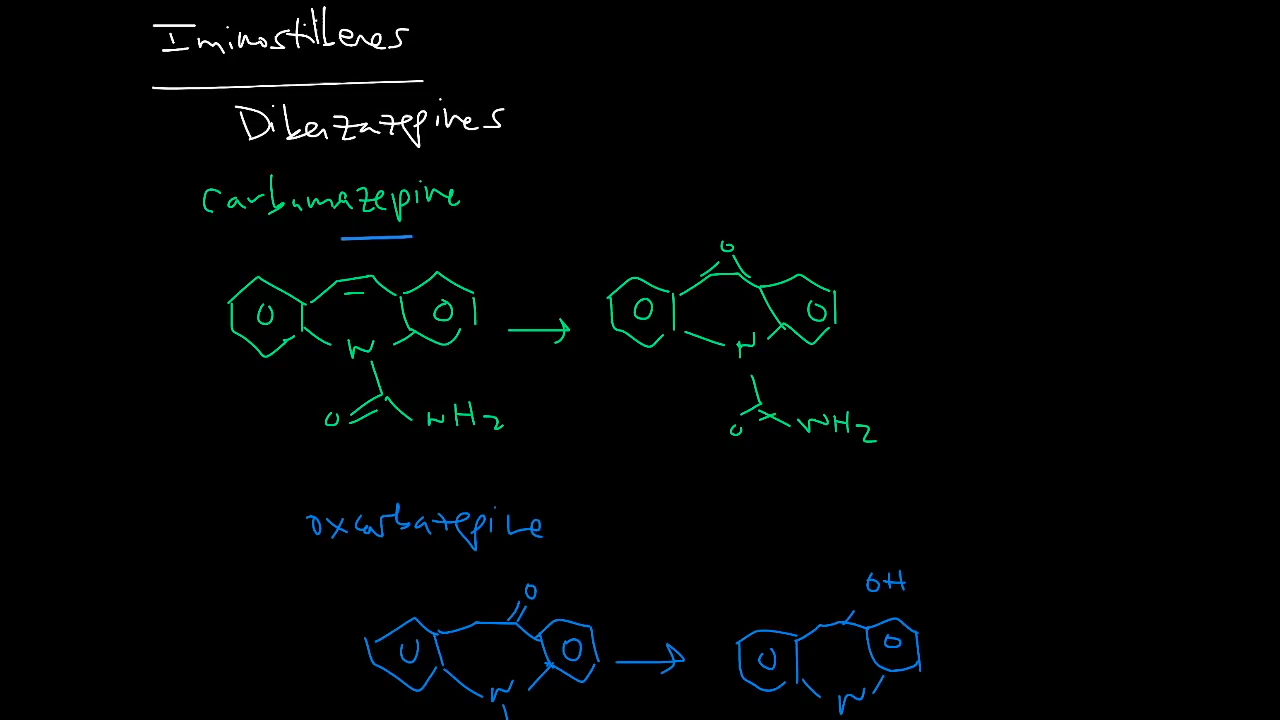 Iminostilbenes
Dibenzazepines
Carbamazepine
O
O O O O
N N
O NH2 O NH2
oxcarbazepine
OH
O
O O O O
N N